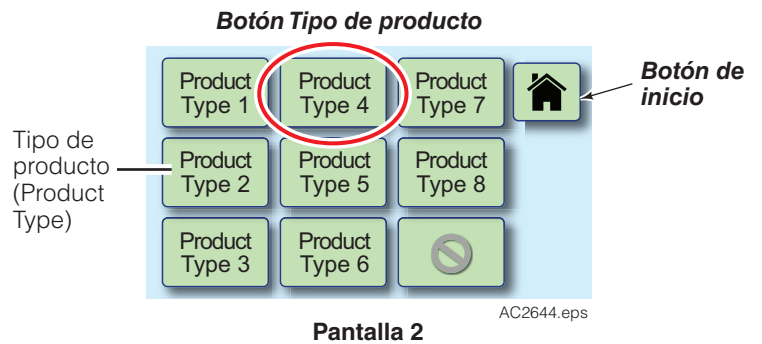 Botón Tipo de producto
Product
Type 1
Product
Type 4
Product
Type 7
Botón de
inicio
Tipo de
producto
(Product
Type)
Product
Type 2
Product
Type 5
Product
Type 8
Product
Type 3
Product
Type 6
AC2644.eps
Pantalla 2